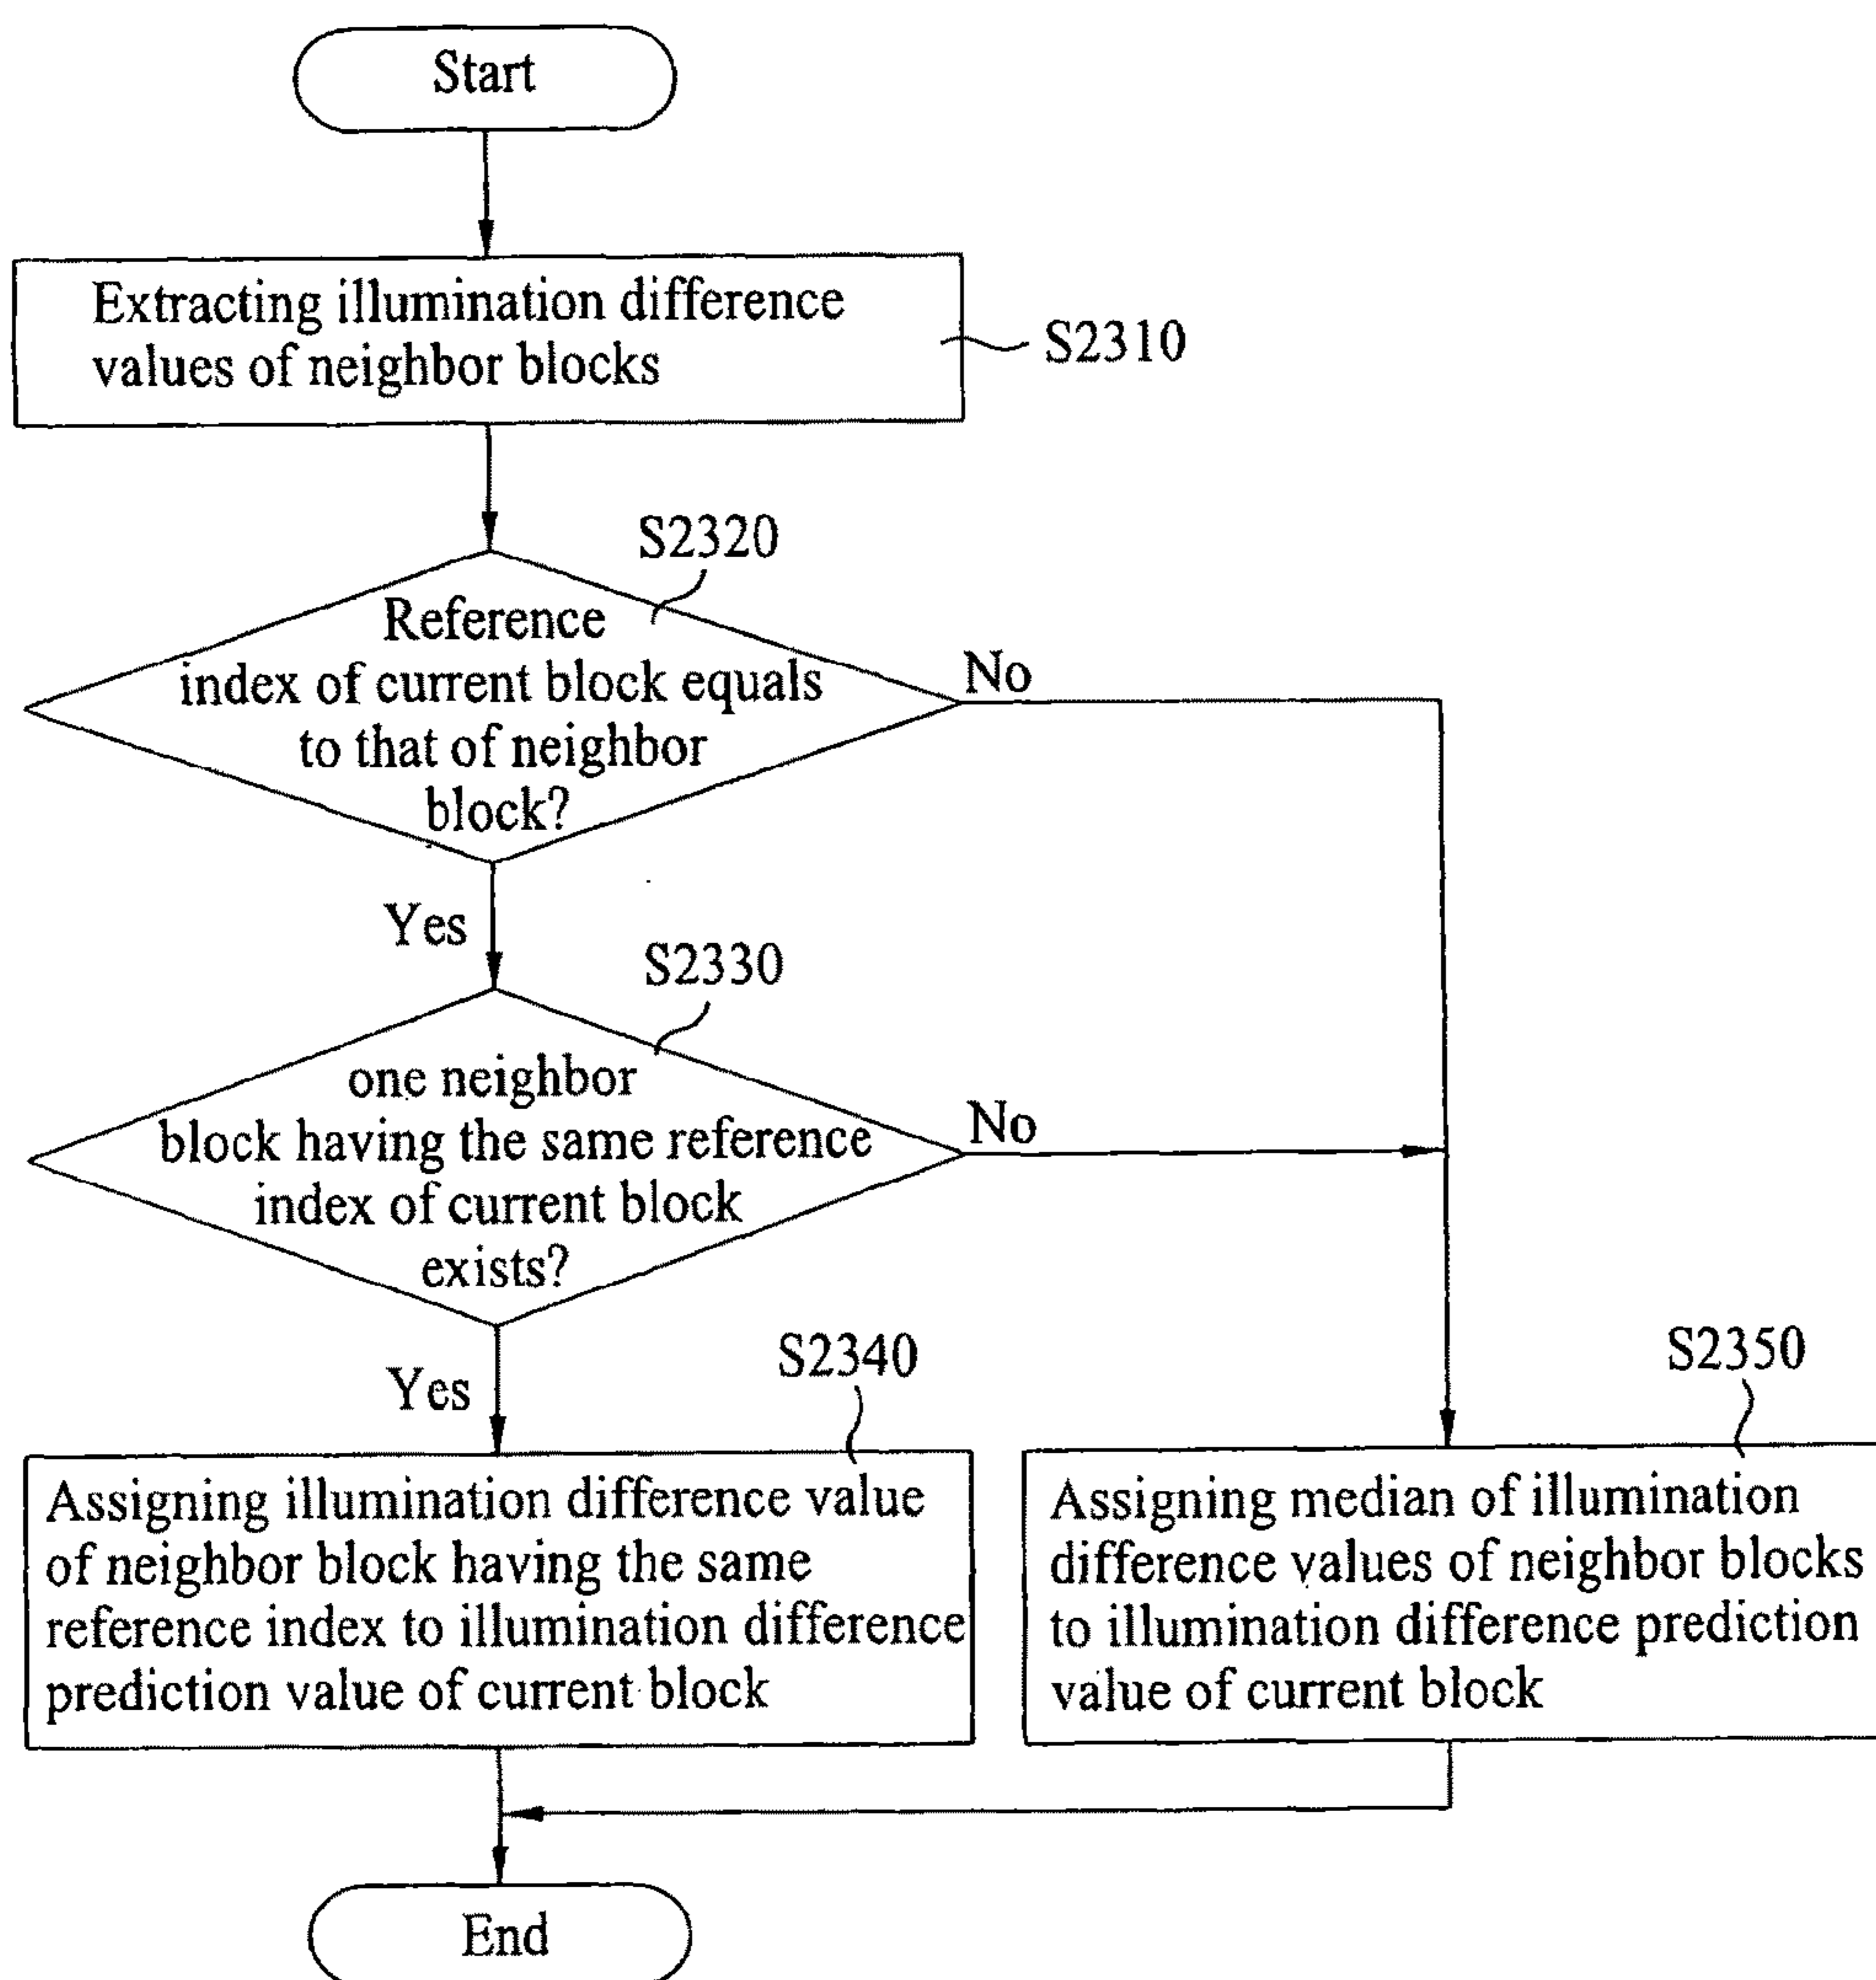 Start
Extracting illumination difference
values of neighbor blocks
S2310
S2320
Reference
index of current block equals
to that of neighbor
block?
No
Yes
S2330
one neighbor
block having the same reference
index of current block
exists?
No
Yes
S2340
Assigning illumination difference value
of neighbor block having the same
reference index to illumination difference
prediction value of current block
S2350
Assigning median of illumination
difference values of neighbor blocks
to illumination difference prediction
value of current block
End